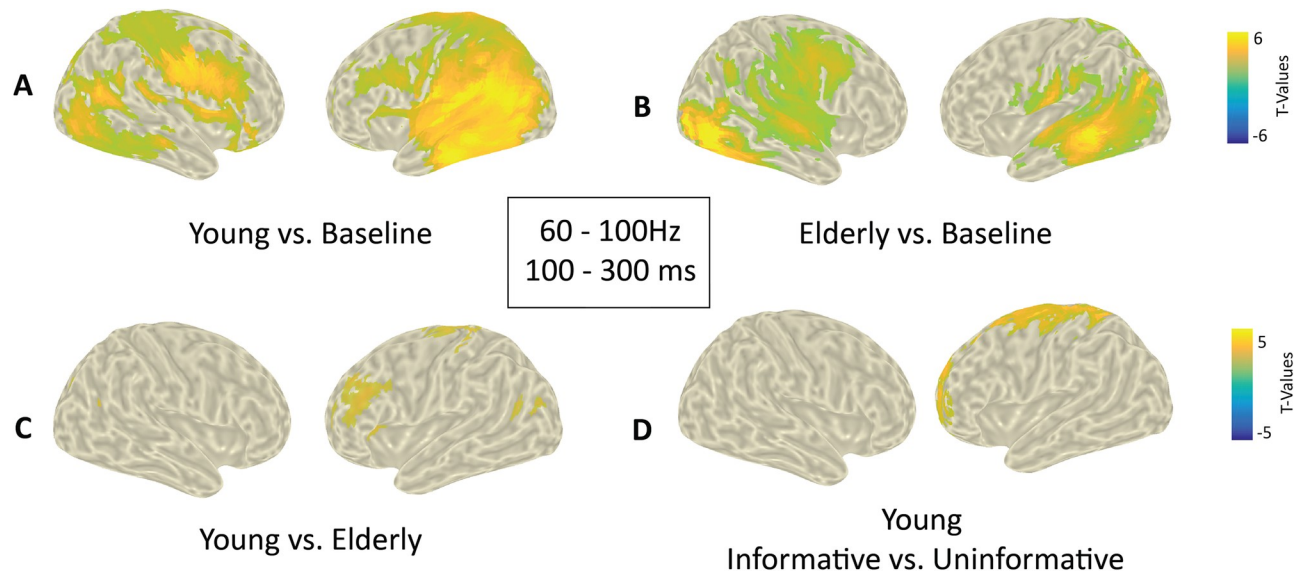 A
B
6
T-Values
-6
Young vs. Baseline
60 - 100Hz
100 - 300 ms
Elderly vs. Baseline
C
D
5
T-Values
-5
Young vs. Elderly
Young
Informative vs. Uninformative